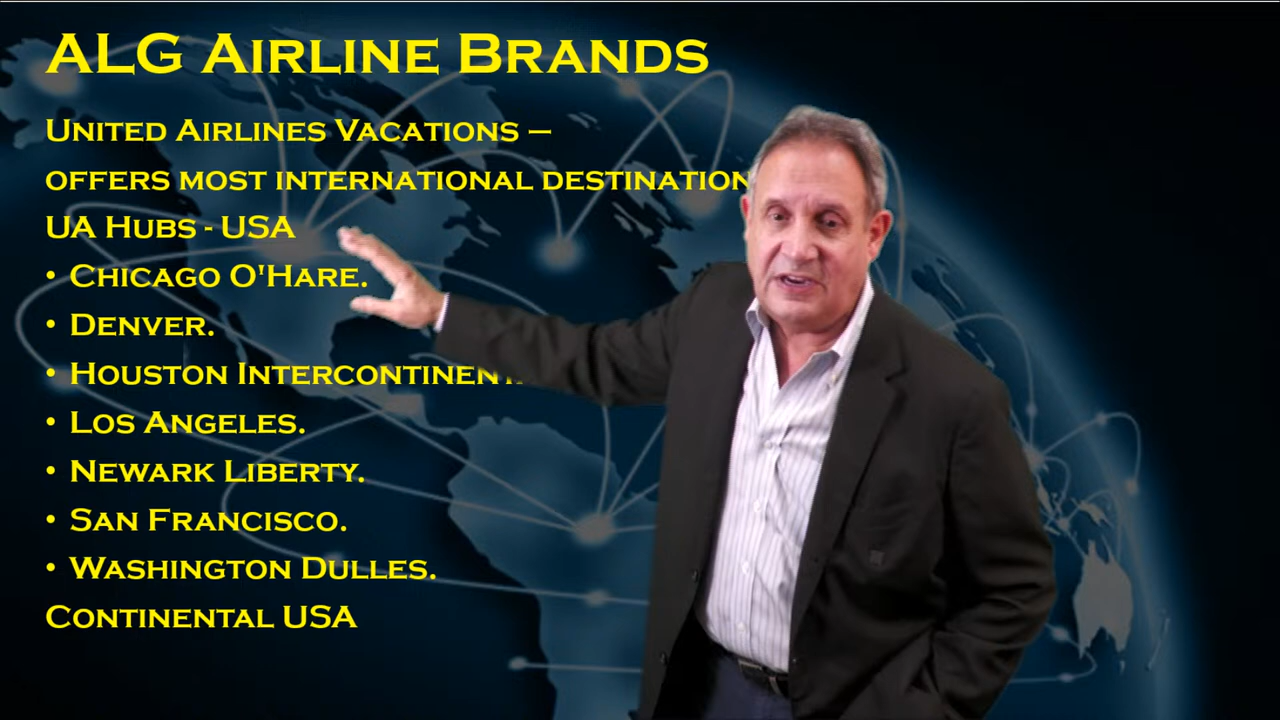 ALG Airline Brands
United Airlines Vacations –
offers most international
UA Hubs - USA
• Chicago O'Hare.
• Denver.
• Houston
• Los Angeles.
• Newark Liberty.
• San Francisco.
• Washington Dulles.
Continental USA